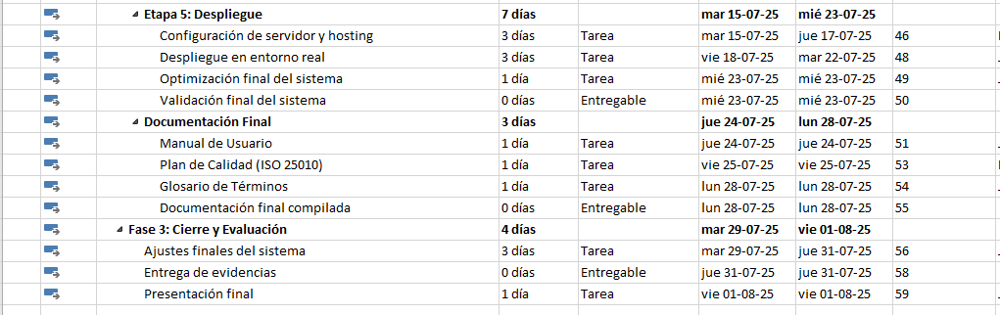 Etapa 5: Despliegue 7 días mar 15-07-25 mié 23-07-25
Configuración de servidor y hosting 3 días Tarea mar 15-07-25 jue 17-07-25 46
Despliegue en entorno real 3 días Tarea vie 18-07-25 mar 22-07-25 48
Optimización final del sistema 1 día Tarea mié 23-07-25 mié 23-07-25 49
Validación final del sistema 0 días Entregable mié 23-07-25 mié 23-07-25 50
Documentación Final 3 días jue 24-07-25 lun 28-07-25
Manual de Usuario 1 día Tarea jue 24-07-25 jue 24-07-25 51
Plan de Calidad (ISO 25010) 1 día Tarea vie 25-07-25 vie 25-07-25 53
Glosario de Términos 1 día Tarea lun 28-07-25 lun 28-07-25 54
Documentación final compilada 0 días Entregable lun 28-07-25 lun 28-07-25 55
Fase 3: Cierre y Evaluación 4 días mar 29-07-25 vie 01-08-25
Ajustes finales del sistema 3 días Tarea mar 29-07-25 jue 31-07-25 56
Entrega de evidencias 0 días Entregable jue 31-07-25 jue 31-07-25 58
Presentación final 1 día Tarea vie 01-08-25 vie 01-08-25 59